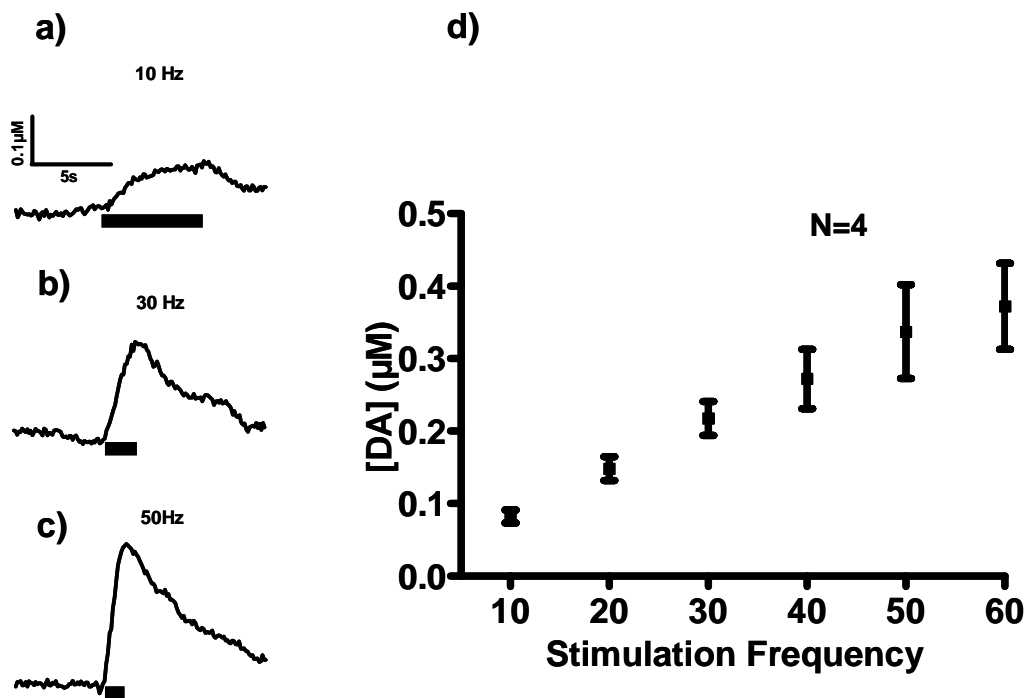 a)
10 Hz
0.1µM
5s
b)
30 Hz
c)
50Hz
d)
N=4
[DA] (µM)
0.5
0.4
0.3
0.2
0.1
0.0
10 20 30 40 50 60
Stimulation Frequency